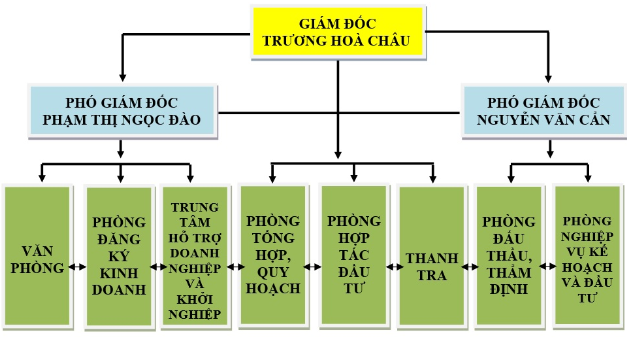 GIÁM ĐỐC
TRƯƠNG HOÀ CHÂU
PHÓ GIÁM ĐỐC
PHẠM THỊ NGỌC ĐÀO
PHÓ GIÁM ĐỐC
NGUYỄN VĂN CẨN
VĂN
PHÒNG
PHÒNG
ĐĂNG
KÝ
KINH
DOANH
TRUNG
TÂM
HỖ TRỢ
DOANH
NGHIỆP
VÀ
KHỞI
NGHIỆP
PHÒNG
TỔNG
HỢP,
QUY
HOẠCH
PHÒNG
HỢP
TÁC
ĐẦU
TƯ
THANH
TRA
PHÒNG
ĐẤU
THẦU,
THẨM
ĐỊNH
PHÒNG
NGHIỆP
VỤ KẾ
HOẠCH
VÀ ĐẦU
TƯ